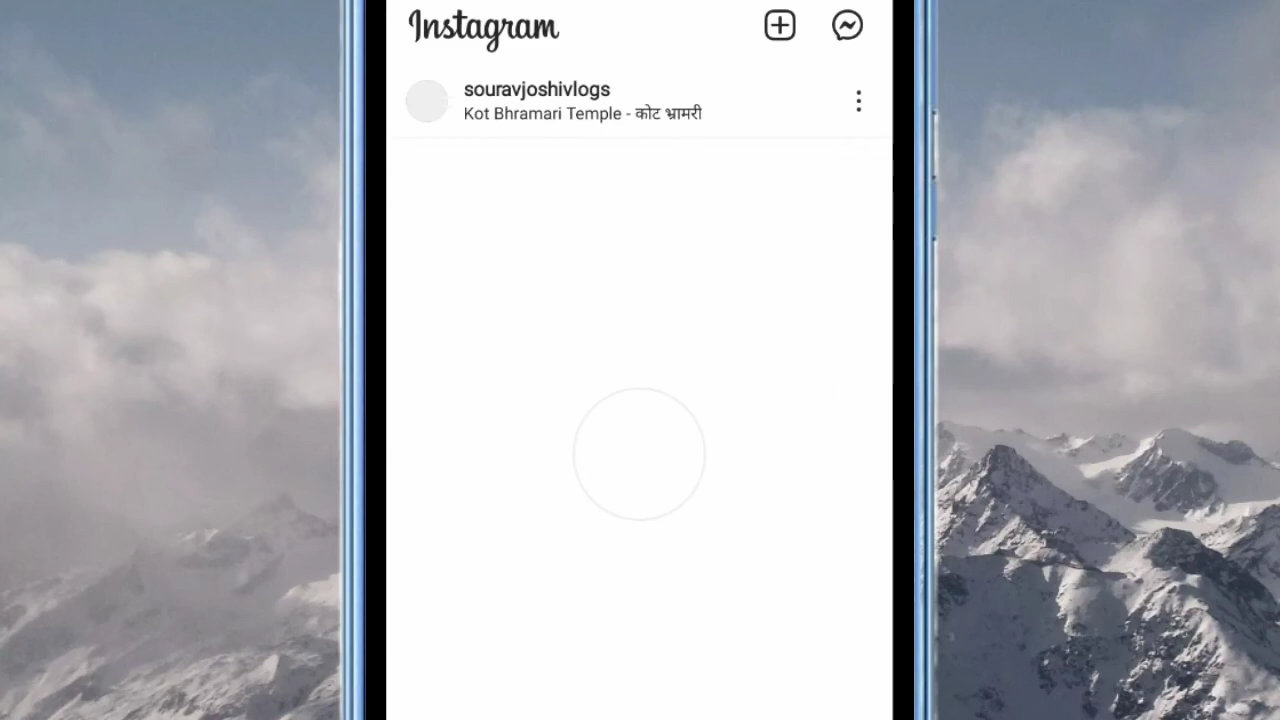 Instagram
souravjoshivlogs
Kot Bhramari Temple - कोट भ्रामरी